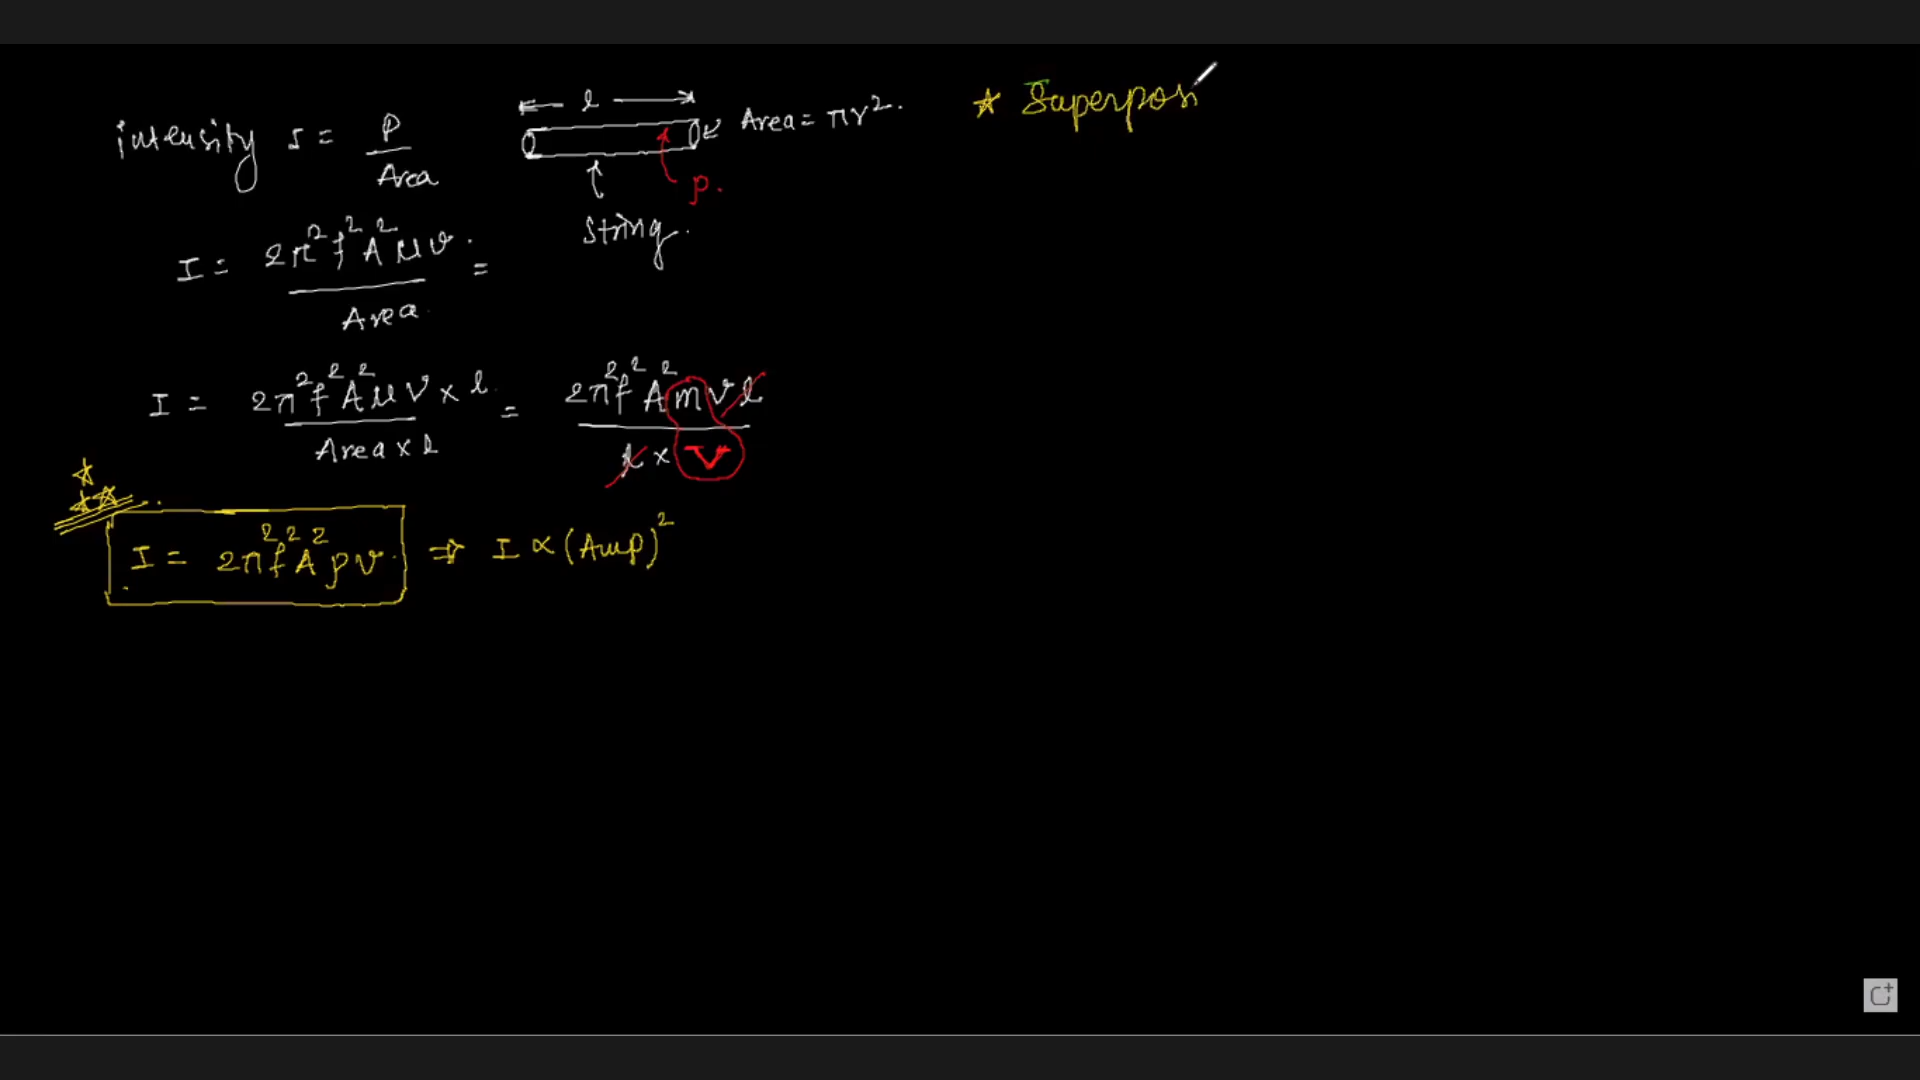 intensity I = P / Area
l
Area = πr².
ρ.
String.
I = 2π²f²A²μv. / Area =
I = 2π²f²A²μv × l / Area × l = 2π²f²A²mvl / l × V
I = 2π²f²A²ρv. ⇒ I ∝ (Amp)²
★ Superposi